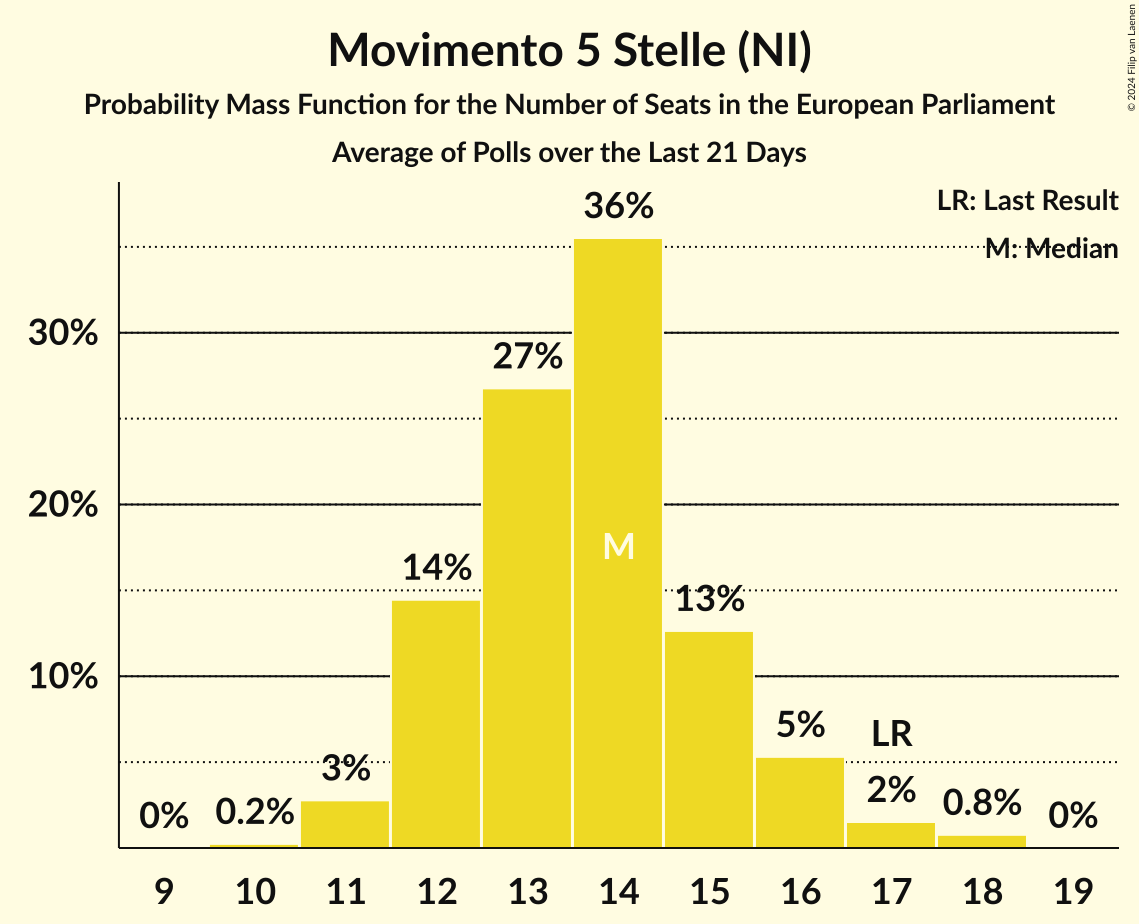 Movimento 5 Stelle (NI)
Probability Mass Function for the Number of Seats in the European Parliament
Average of Polls over the Last 21 Days
© 2024 Filip van Laenen
LR: Last Result
M: Median
30%
20%
10%
0%
0.2%
3%
14%
27%
36%
M
13%
5%
LR
2%
0.8%
0%
9 10 11 12 13 14 15 16 17 18 19